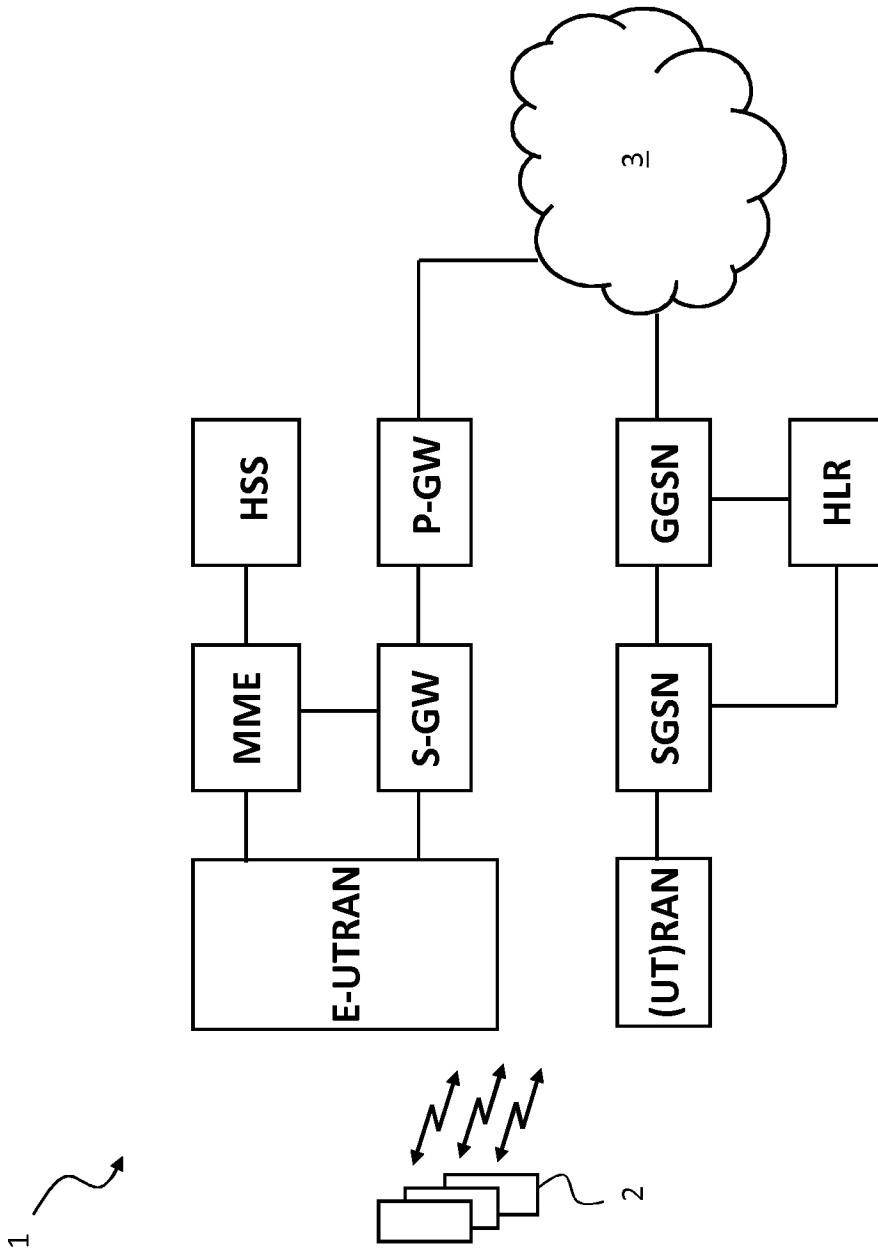 1
E-UTRAN
MME
HSS
S-GW
P-GW
3
2
(UT)RAN
SGSN
GGSN
HLR